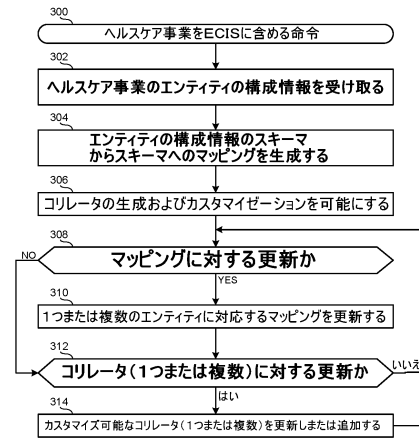 300
ヘルスケア事業をECISに含める命令
302
ヘルスケア事業のエンティティの構成情報を受け取る
304
エンティティの構成情報のスキーマ
からスキーマへのマッピングを生成する
306
コリレータの生成およびカスタマイゼーションを可能にする
308
マッピングに対する更新か
NO
YES
310
1つまたは複数のエンティティに対応するマッピングを更新する
312
コリレータ(1つまたは複数)に対する更新か
いいえ
はい
314
カスタマイズ可能なコリレータ(1つまたは複数)を更新しまたは追加する